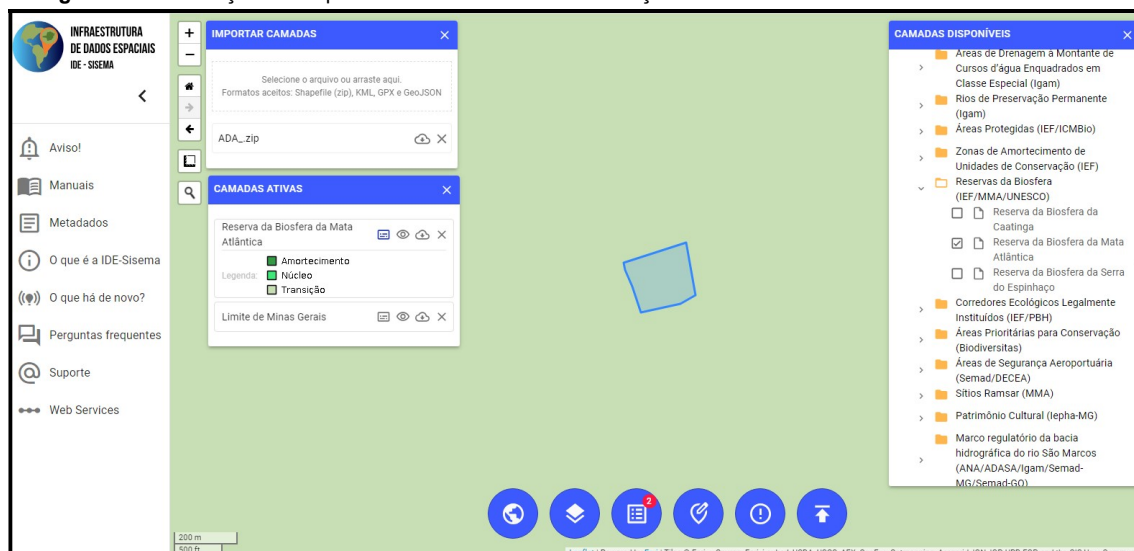 INFRAESTRUTURA
DE DADOS ESPACIAIS
IDE - SISEMA
Aviso!
Manuais
Metadados
O que é a IDE-Sisema
O que há de novo?
Perguntas frequentes
Suporte
Web Services
IMPORTAR CAMADAS
Selecione o arquivo ou arraste aqui.
Formatos aceitos: Shapefile (zip), KML, GPX e GeoJSON
ADA_.zip
CAMADAS ATIVAS
Reserva da Biosfera da Mata
Atlântica
Legenda:
Amortecimento
Núcleo
Transição
Limite de Minas Gerais
2
200 m
500 ft
CAMADAS DISPONÍVEIS
Áreas de Drenagem à Montante de
Cursos d'água Enquadrados em
Classe Especial (Igam)
Rios de Preservação Permanente
(Igam)
Áreas Protegidas (IEF/ICMBio)
Zonas de Amortecimento de
Unidades de Conservação (IEF)
Reservas da Biosfera
(IEF/MMA/UNESCO)
Reserva da Biosfera da
Caatinga
Reserva da Biosfera da Mata
Atlântica
Reserva da Biosfera da Serra
do Espinhaço
Corredores Ecológicos Legalmente
Instituídos (IEF/PBH)
Áreas Prioritárias para Conservação
(Biodiversitas)
Áreas de Segurança Aeroportuária
(Semad/DECEA)
Sítios Ramsar (MMA)
Patrimônio Cultural (Iepha-MG)
Marco regulatório da bacia
hidrográfica do rio São Marcos
(ANA/ADASA/Igam/Semad-
MG/Semad-GO)